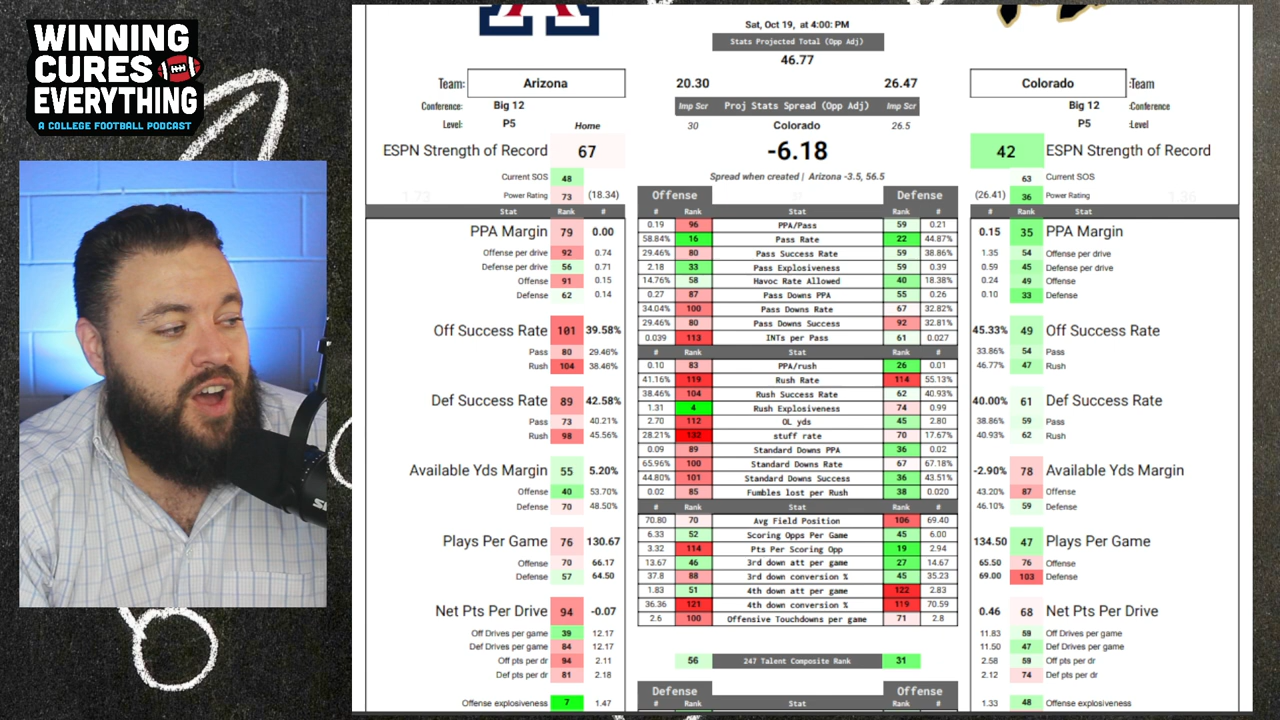 WINNING
CURES
EVERYTHING
A COLLEGE FOOTBALL PODCAST
Sat, Oct 19, at 4:00: PM
Stats Projected Total (Opp Adj)
46.77
Team: Arizona 20.30 26.47 Colorado :Team
Conference: Big 12 Imp Scr Proj Stats Spread (Opp Adj) Imp Scr Big 12 :Conference
Level: P5 Home 30 Colorado 26.5 P5 :Level
ESPN Strength of Record 67 -6.18 42 ESPN Strength of Record
Current SOS 48 Spread when created | Arizona -3.5, 56.5 63 Current SOS
Power Rating 73 (18.34) Offense Defense (26.41) 36 Power Rating
Stat Rank # # Rank Stat Rank # # Rank Stat
PPA Margin 79 0.00 0.19 96 PPA/Pass 59 0.21 0.15 35 PPA Margin
58.84% 16 Pass Rate 22 44.87%
Offense per drive 92 0.74 29.46% 80 Pass Success Rate 59 38.86% 1.35 54 Offense per drive
Defense per drive 56 0.71 2.18 33 Pass Explosiveness 59 0.39 0.59 45 Defense per drive
Offense 91 0.15 14.76% 58 Havoc Rate Allowed 40 18.38% 0.24 49 Offense
Defense 62 0.14 0.27 87 Pass Downs PPA 55 0.26 0.10 33 Defense
34.04% 100 Pass Downs Rate 67 32.82%
Off Success Rate 101 39.58% 29.46% 80 Pass Downs Success 92 32.81% 45.33% 49 Off Success Rate
0.039 113 INTs per Pass 61 0.027
Pass 80 29.46% # Rank Stat Rank # 33.86% 54 Pass
Rush 104 38.46% 0.10 83 PPA/rush 26 0.01 46.77% 47 Rush
41.16% 119 Rush Rate 114 55.13%
Def Success Rate 89 42.58% 38.46% 104 Rush Success Rate 62 40.93% 40.00% 61 Def Success Rate
1.31 4 Rush Explosiveness 74 0.99
Pass 73 40.21% 2.70 112 OL yds 45 2.80 38.86% 59 Pass
Rush 98 45.56% 28.21% 132 stuff rate 70 17.67% 40.93% 62 Rush
0.09 89 Standard Downs PPA 36 0.02
Available Yds Margin 55 5.20% 65.96% 100 Standard Downs Rate 67 67.18% -2.90% 78 Available Yds Margin
44.80% 101 Standard Downs Success 36 43.51%
Offense 40 53.70% 0.02 85 Fumbles lost per Rush 38 0.020 43.20% 87 Offense
Defense 70 48.50% # Rank Stat Rank # 46.10% 59 Defense
70.80 70 Avg Field Position 106 69.40
Plays Per Game 76 130.67 6.33 52 Scoring Opps Per Game 45 6.00 134.50 47 Plays Per Game
3.32 114 Pts Per Scoring Opp 19 2.94
Offense 70 66.17 13.67 46 3rd down att per game 27 14.67 65.50 76 Offense
Defense 57 64.50 37.8 88 3rd down conversion % 45 35.23 69.00 103 Defense
1.83 51 4th down att per game 122 2.83
Net Pts Per Drive 94 -0.07 36.36 121 4th down conversion % 119 70.59 0.46 68 Net Pts Per Drive
2.6 100 Offensive Touchdowns per game 71 2.8
Off Drives per game 39 12.17 11.83 59 Off Drives per game
Def Drives per game 84 12.17 11.50 47 Def Drives per game
Off pts per dr 94 2.11 56 247 Talent Composite Rank 31 2.58 59 Off pts per dr
Def pts per dr 81 2.18 2.12 74 Def pts per dr
Defense Offense
Offense explosiveness 7 1.47 # Rank Stat Rank # 1.33 48 Offense explosiveness